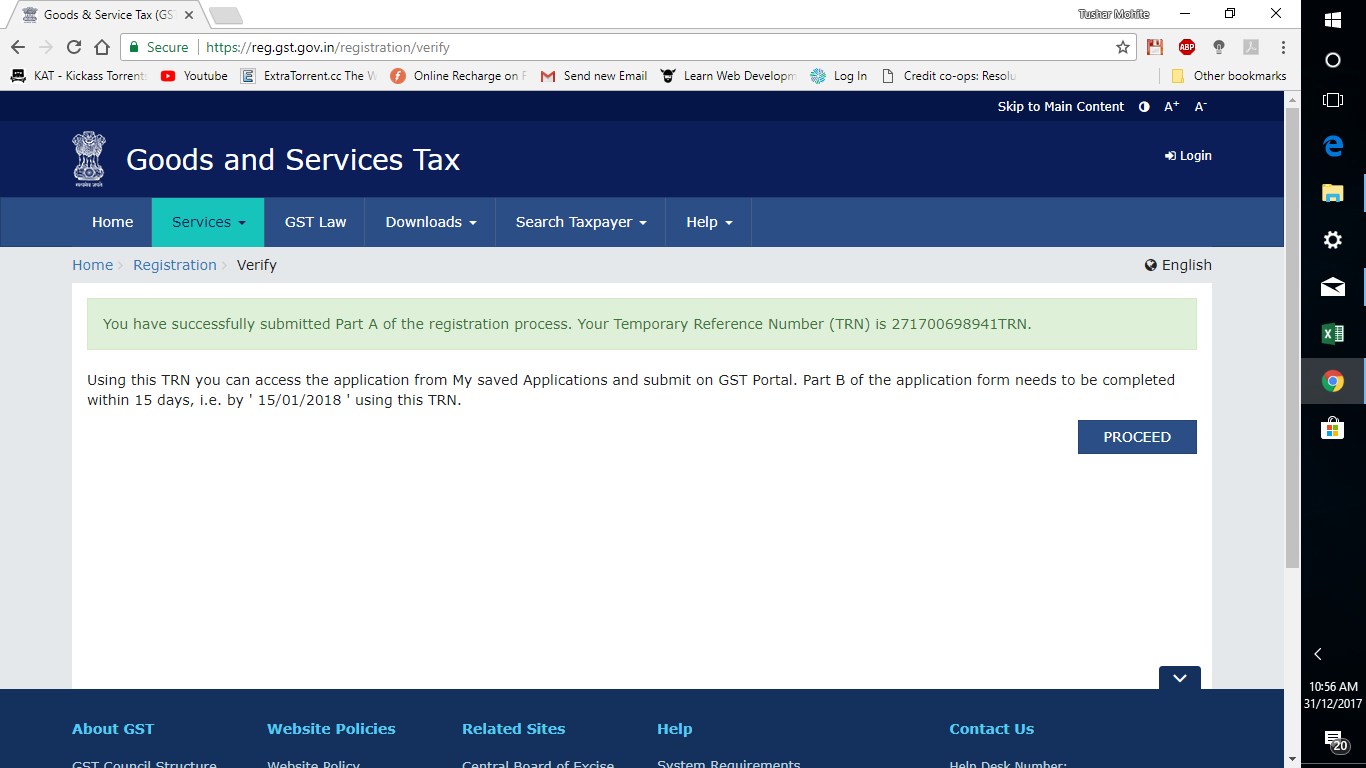 Goods & Service Tax (GS
Tushar Mohite
Secure https://reg.gst.gov.in/registration/verify
ABP
KAT - Kickass Torrents
Youtube
ExtraTorrent.cc The W
Online Recharge on F
Send new Email
Learn Web Developm
Log In
Credit co-ops: Resolu
Other bookmarks
Skip to Main Content A+ A-
Goods and Services Tax
Login
Home Services GST Law Downloads Search Taxpayer Help
Home Registration Verify
English
You have successfully submitted Part A of the registration process. Your Temporary Reference Number (TRN) is 271700698941TRN.
Using this TRN you can access the application from My saved Applications and submit on GST Portal. Part B of the application form needs to be completed
within 15 days, i.e. by ' 15/01/2018 ' using this TRN.
PROCEED
About GST Website Policies Related Sites Help Contact Us
GST Council Structure Website Policy Central Board of Excise System Requirements Help Desk Number:
10:56 AM
31/12/2017
20